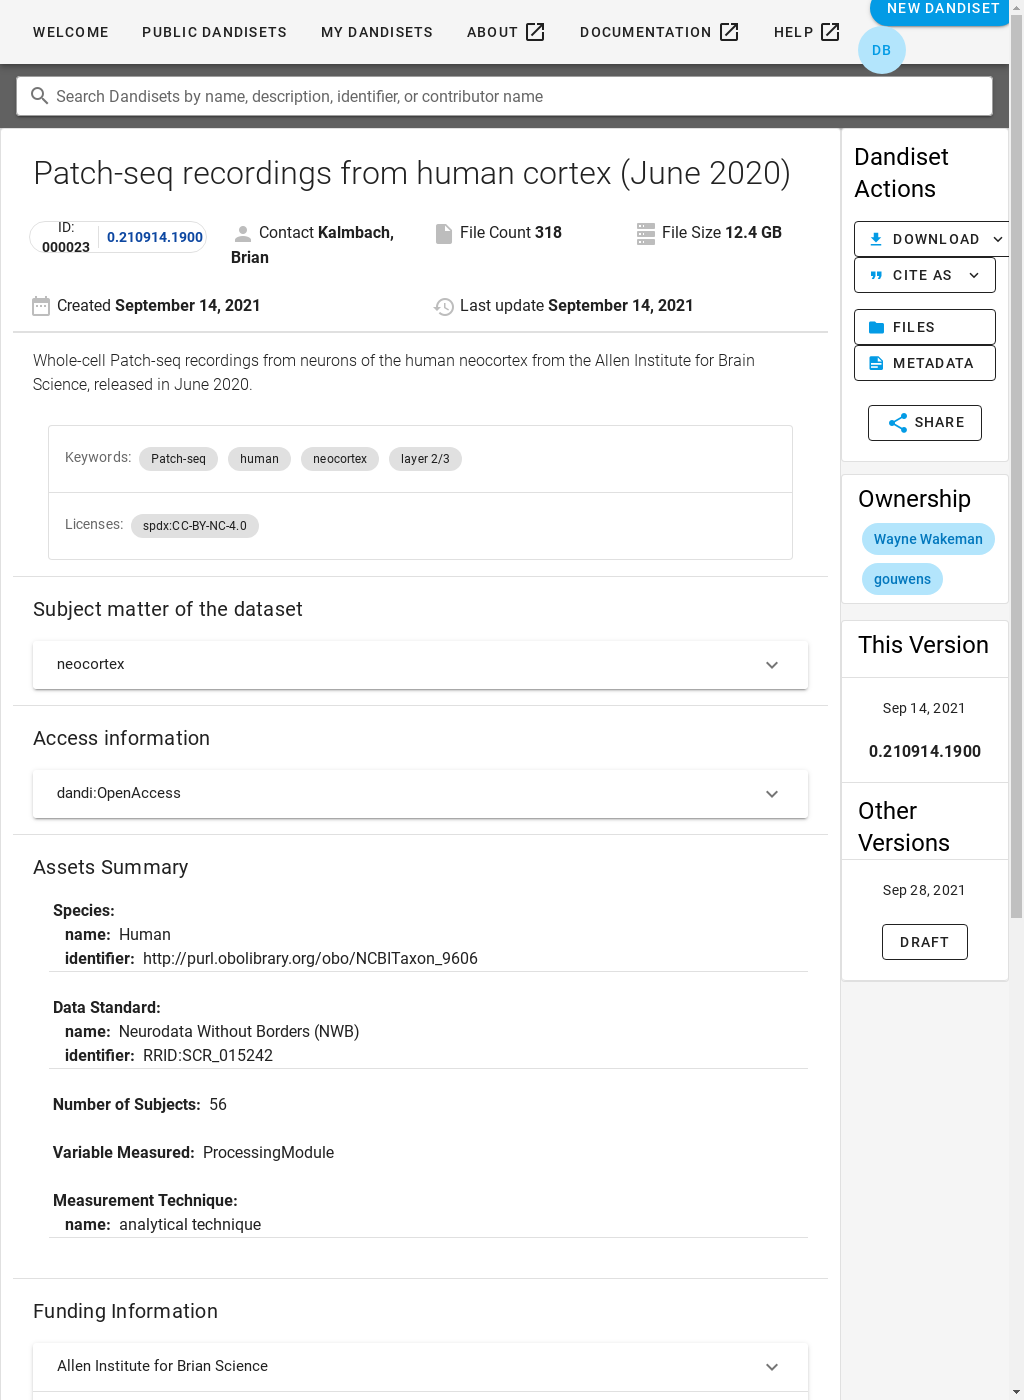 WELCOME PUBLIC DANDISETS MY DANDISETS ABOUT DOCUMENTATION HELP NEW DANDISET
DB
Search Dandisets by name, description, identifier, or contributor name
Patch-seq recordings from human cortex (June 2020)
ID: 000023 0.210914.1900
Contact Kalmbach, Brian
File Count 318
File Size 12.4 GB
Created September 14, 2021
Last update September 14, 2021
Whole-cell Patch-seq recordings from neurons of the human neocortex from the Allen Institute for Brain
Science, released in June 2020.
Keywords: Patch-seq human neocortex layer 2/3
Licenses: spdx:CC-BY-NC-4.0
Subject matter of the dataset
neocortex
Access information
dandi:OpenAccess
Assets Summary
Species:
name: Human
identifier: http://purl.obolibrary.org/obo/NCBITaxon_9606
Data Standard:
name: Neurodata Without Borders (NWB)
identifier: RRID:SCR_015242
Number of Subjects: 56
Variable Measured: ProcessingModule
Measurement Technique:
name: analytical technique
Funding Information
Allen Institute for Brian Science
Dandiset
Actions
DOWNLOAD
CITE AS
FILES
METADATA
SHARE
Ownership
Wayne Wakeman
gouwens
This Version
Sep 14, 2021
0.210914.1900
Other
Versions
Sep 28, 2021
DRAFT